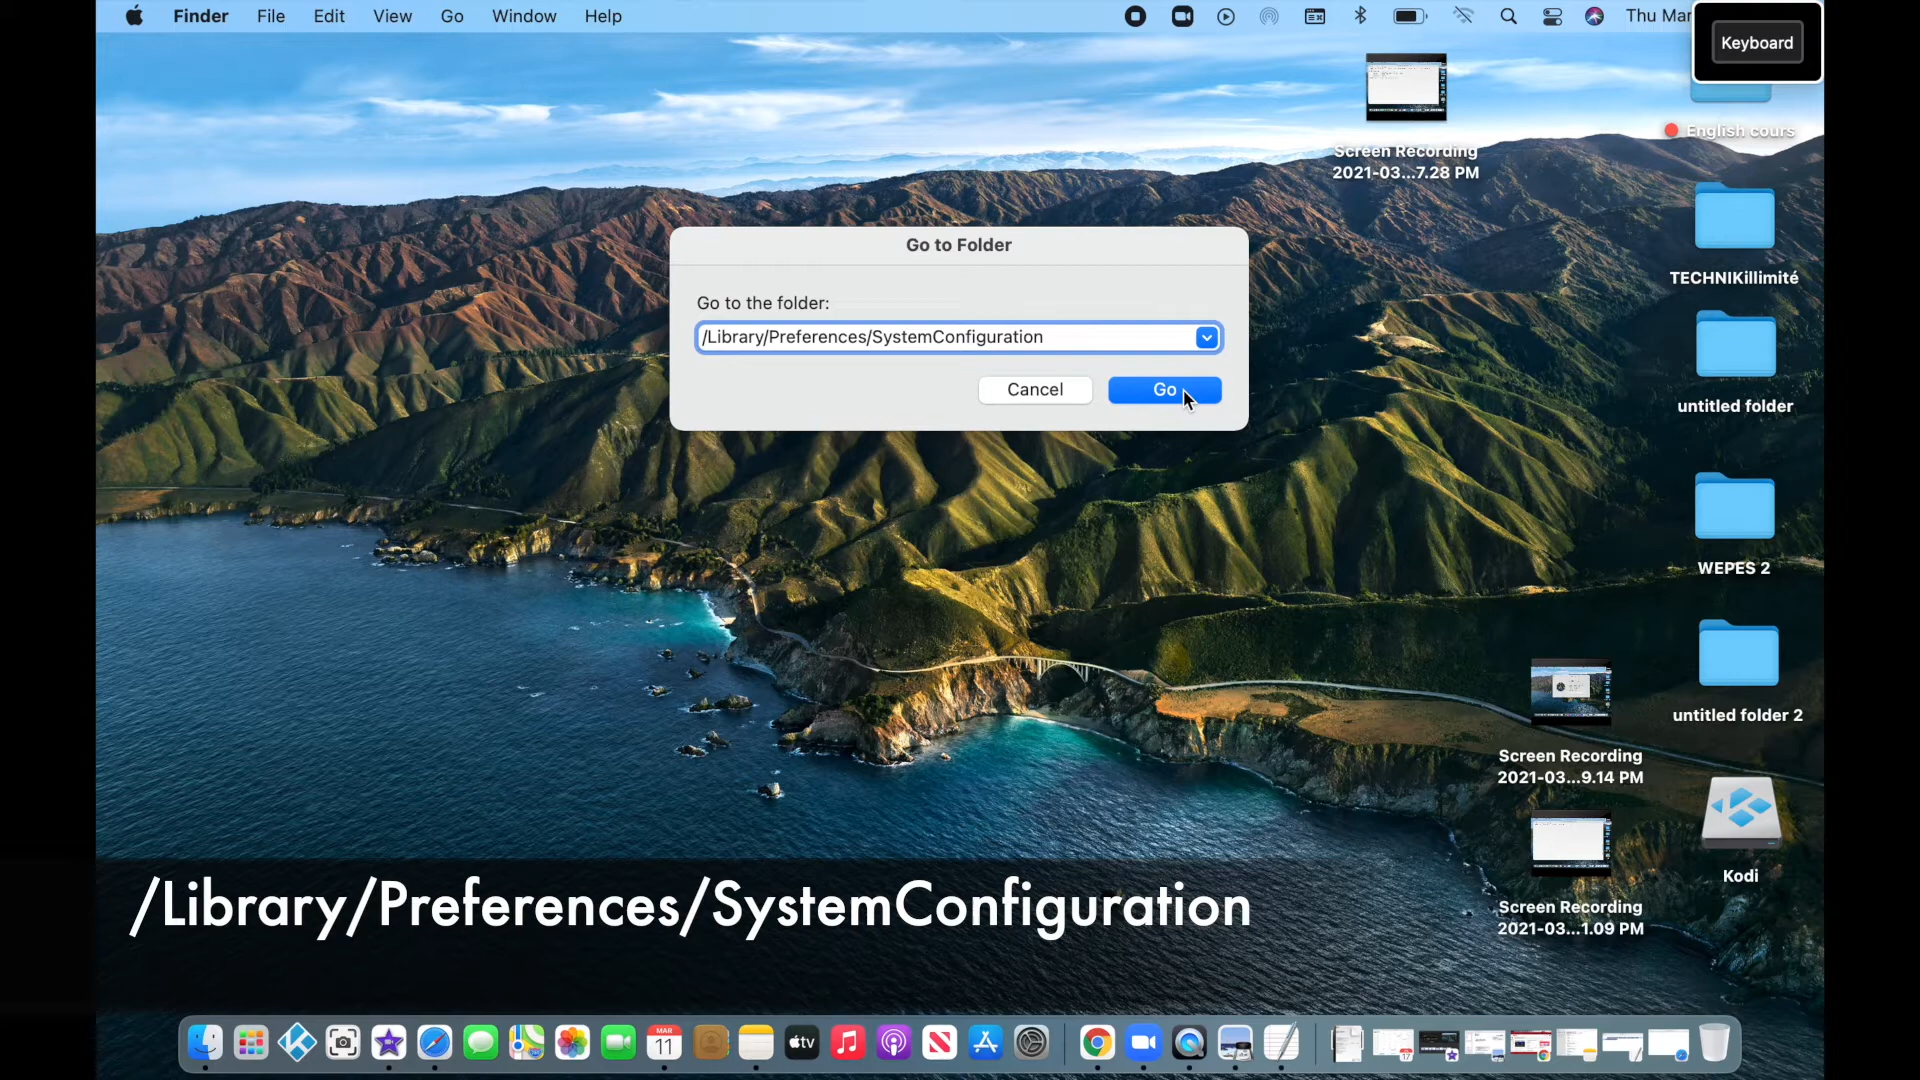 Finder File Edit View Go Window Help
Thu Mar
Keyboard
English cours
Screen Recording
2021-03...7.28 PM
Go to Folder
TECHNIKillimité
Go to the folder:
/Library/Preferences/SystemConfiguration
Cancel Go
untitled folder
WEPES 2
untitled folder 2
Screen Recording
2021-03...9.14 PM
Kodi
Screen Recording
2021-03...1.09 PM
/Library/Preferences/SystemConfiguration
MAR
11
tv